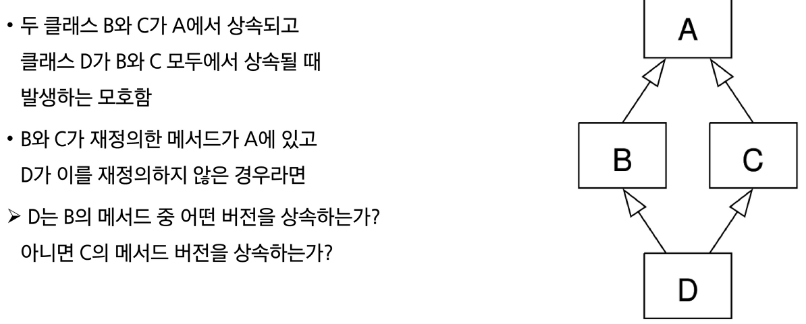 • 두 클래스 B와 C가 A에서 상속되고
클래스 D가 B와 C 모두에서 상속될 때
발생하는 모호함
• B와 C가 재정의한 메서드가 A에 있고
D가 이를 재정의하지 않은 경우라면
➢ D는 B의 메서드 중 어떤 버전을 상속하는가?
아니면 C의 메서드 버전을 상속하는가?
A
B
C
D